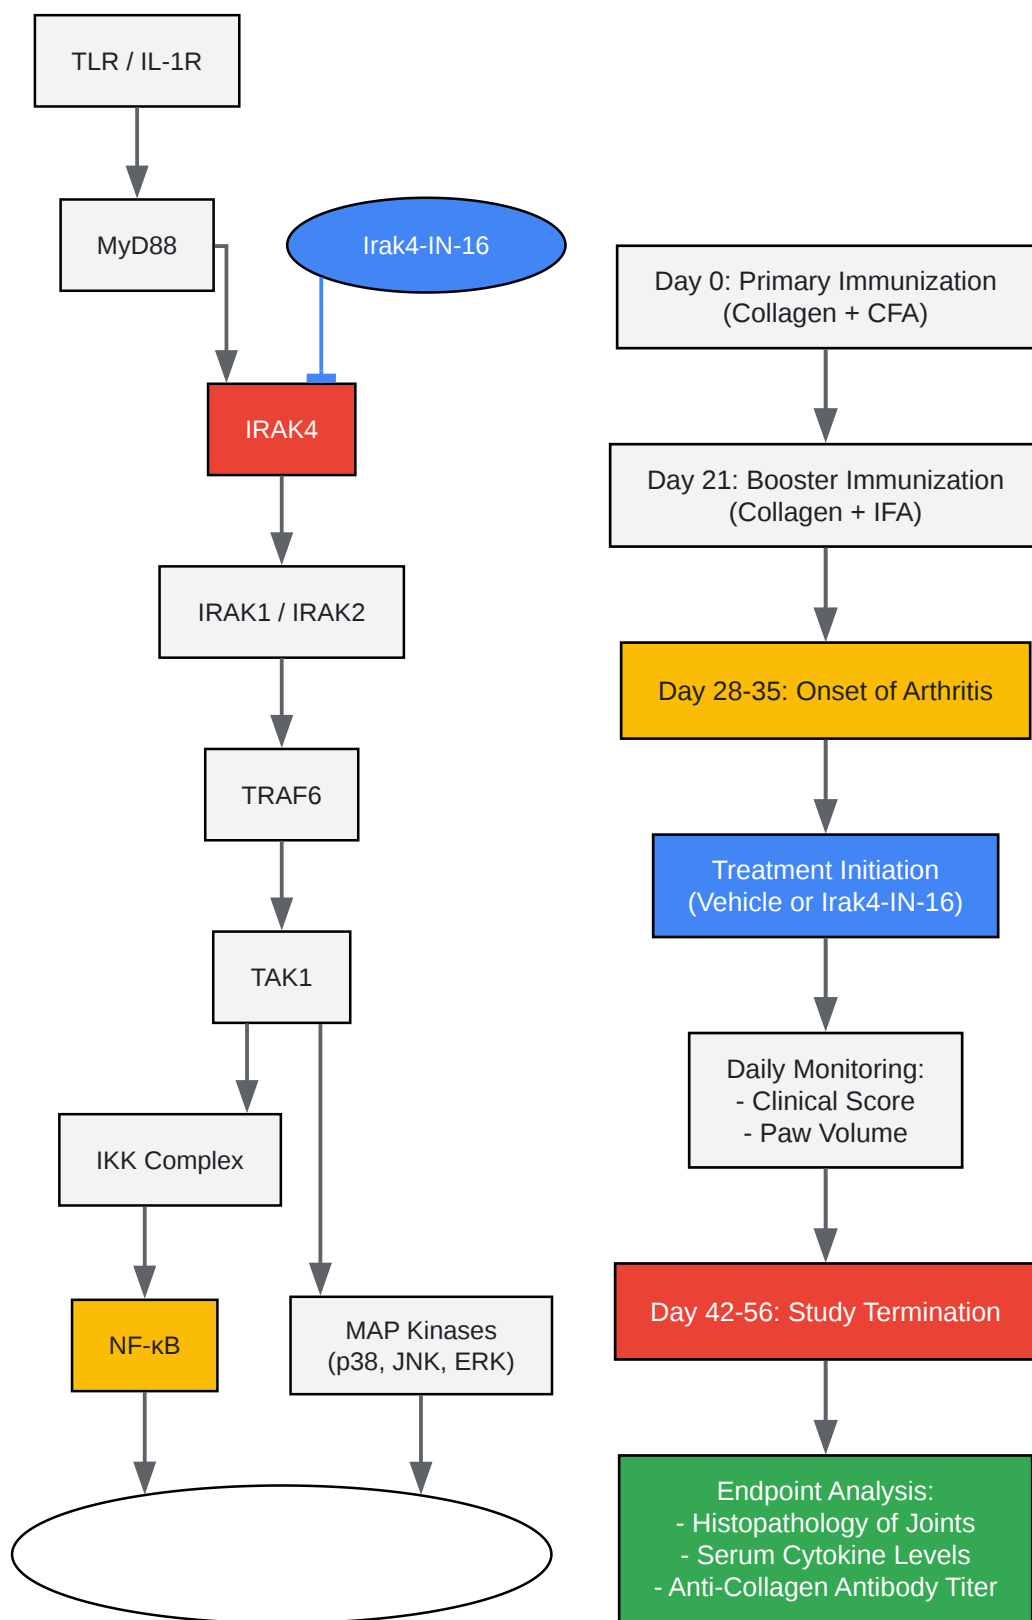 TLR / IL-1R
MyD88
Irak4-IN-16
IRAK4
IRAK1 / IRAK2
TRAF6
TAK1
IKK Complex
NF-κB
MAP Kinases
(p38, JNK, ERK)
Day 0: Primary Immunization
(Collagen + CFA)
Day 21: Booster Immunization
(Collagen + IFA)
Day 28-35: Onset of Arthritis
Treatment Initiation
(Vehicle or Irak4-IN-16)
Daily Monitoring:
- Clinical Score
- Paw Volume
Day 42-56: Study Termination
Endpoint Analysis:
- Histopathology of Joints
- Serum Cytokine Levels
- Anti-Collagen Antibody Titer